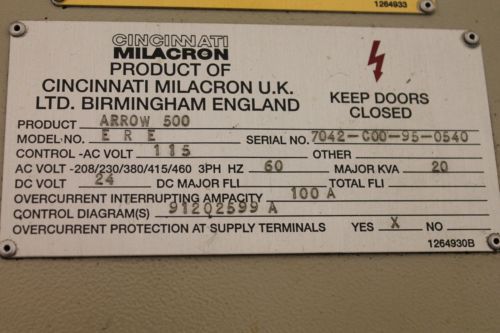 1264933
CINCINNATI
MILACRON
PRODUCT OF
CINCINNATI MILACRON U.K.
LTD. BIRMINGHAM ENGLAND
KEEP DOORS
CLOSED
PRODUCT ARROW 500
MODEL NO. E R E SERIAL NO. 7042-C00-95-0540
CONTROL -AC VOLT 115 OTHER
AC VOLT -208/230/380/415/460 3PH HZ 60 MAJOR KVA 20
DC VOLT 24 DC MAJOR FLI TOTAL FLI
OVERCURRENT INTERRUPTING AMPACITY 100 A
CONTROL DIAGRAM(S) 91202599 A
OVERCURRENT PROTECTION AT SUPPLY TERMINALS YES X NO
1264930B